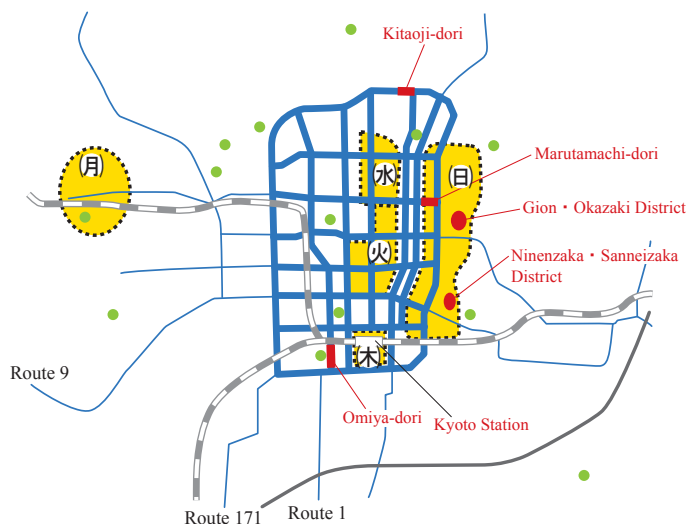 Kitaoji-dori
(月)
(水)
(日)
Marutamachi-dori
Gion・Okazaki District
(火)
Ninenzaka・Sanneizaka
District
(木)
Route 9
Omiya-dori
Kyoto Station
Route 171
Route 1